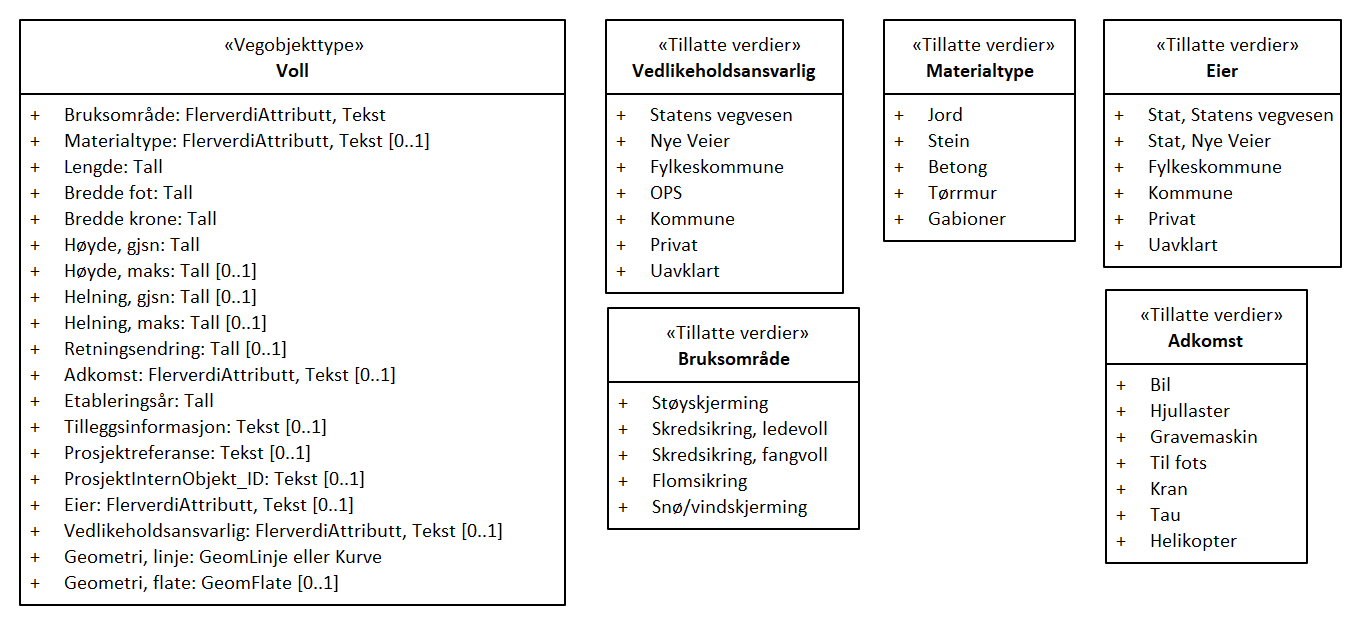 «Vegobjekttype»
Voll
+ Bruksområde: FlerverdiAttributt, Tekst
+ Materialtype: FlerverdiAttributt, Tekst [0..1]
+ Lengde: Tall
+ Bredde fot: Tall
+ Bredde krone: Tall
+ Høyde, gjsn: Tall
+ Høyde, maks: Tall [0..1]
+ Helning, gjsn: Tall [0..1]
+ Helning, maks: Tall [0..1]
+ Retningsendring: Tall [0..1]
+ Adkomst: FlerverdiAttributt, Tekst [0..1]
+ Etableringsår: Tall
+ Tilleggsinformasjon: Tekst [0..1]
+ Prosjektreferanse: Tekst [0..1]
+ ProsjektInternObjekt_ID: Tekst [0..1]
+ Eier: FlerverdiAttributt, Tekst [0..1]
+ Vedlikeholdsansvarlig: FlerverdiAttributt, Tekst [0..1]
+ Geometri, linje: GeomLinje eller Kurve
+ Geometri, flate: GeomFlate [0..1]
«Tillatte verdier»
Vedlikeholdsansvarlig
+ Statens vegvesen
+ Nye Veier
+ Fylkeskommune
+ OPS
+ Kommune
+ Privat
+ Uavklart
«Tillatte verdier»
Bruksområde
+ Støyskjerming
+ Skredsikring, ledevoll
+ Skredsikring, fangvoll
+ Flomsikring
+ Snø/vindskjerming
«Tillatte verdier»
Materialtype
+ Jord
+ Stein
+ Betong
+ Tørrmur
+ Gabioner
«Tillatte verdier»
Eier
+ Stat, Statens vegvesen
+ Stat, Nye Veier
+ Fylkeskommune
+ Kommune
+ Privat
+ Uavklart
«Tillatte verdier»
Adkomst
+ Bil
+ Hjullaster
+ Gravemaskin
+ Til fots
+ Kran
+ Tau
+ Helikopter